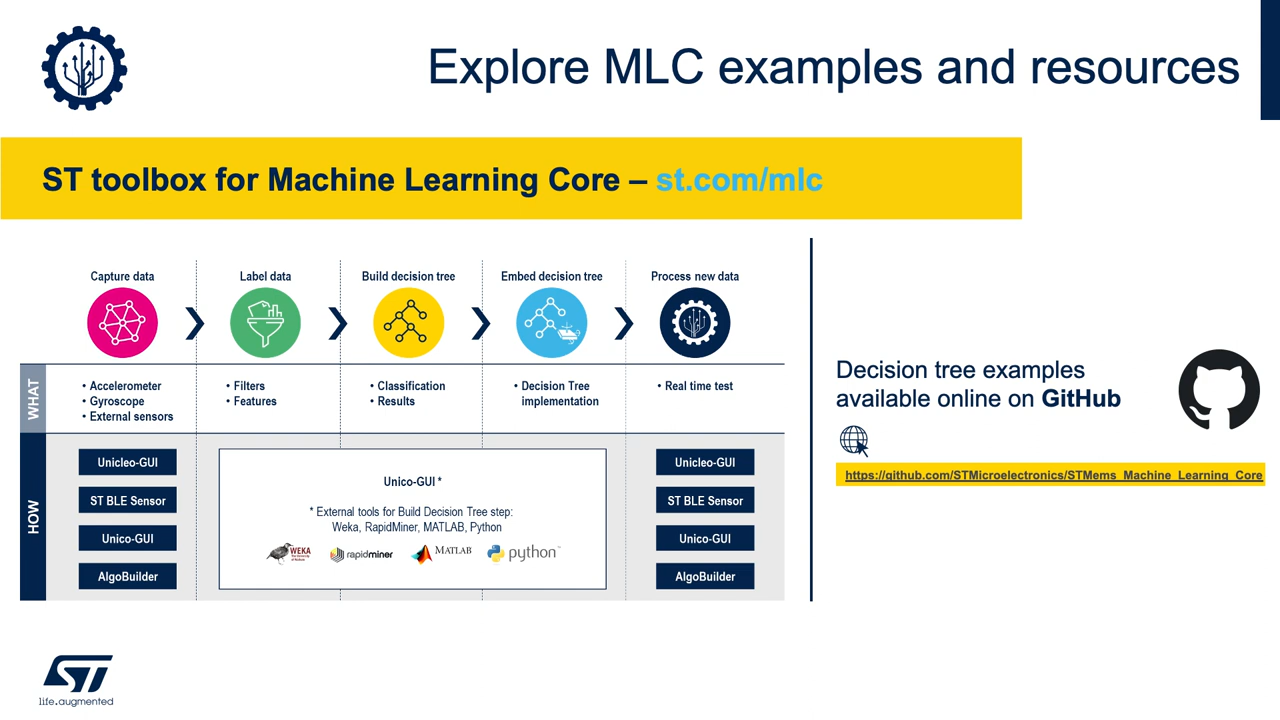 Explore MLC examples and resources
ST toolbox for Machine Learning Core – st.com/mlc
Capture data
Label data
Build decision tree
Embed decision tree
Process new data
WHAT
• Accelerometer
• Gyroscope
• External sensors
• Filters
• Features
• Classification
• Results
• Decision Tree
implementation
• Real time test
HOW
Unicleo-GUI
ST BLE Sensor
Unico-GUI
AlgoBuilder
Unico-GUI *
* External tools for Build Decision Tree step:
Weka, RapidMiner, MATLAB, Python
WEKA
rapidminer
MATLAB
python
Unicleo-GUI
ST BLE Sensor
Unico-GUI
AlgoBuilder
Decision tree examples
available online on GitHub
https://github.com/STMicroelectronics/STMems_Machine_Learning_Core
ST
life.augmented